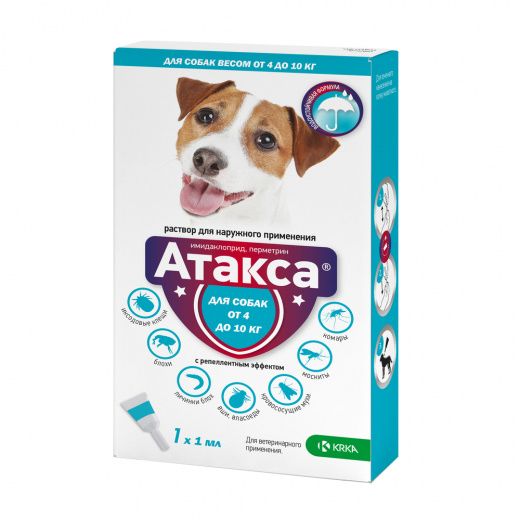 ДЛЯ СОБАК ВЕСОМ ОТ 4 ДО 10 КГ
ВОДОСТОЙКАЯ ФОРМУЛА
раствор для наружного применения
имидаклоприд, перметрин
Атакса®
ДЛЯ СОБАК
ОТ 4
ДО 10 КГ
с репеллентным эффектом
иксодовые клещи
блохи
личинки блох
вши, власоеды
кровососущие мухи
москиты
комары
1 x 1 мл
Для ветеринарного
применения.
KRKA